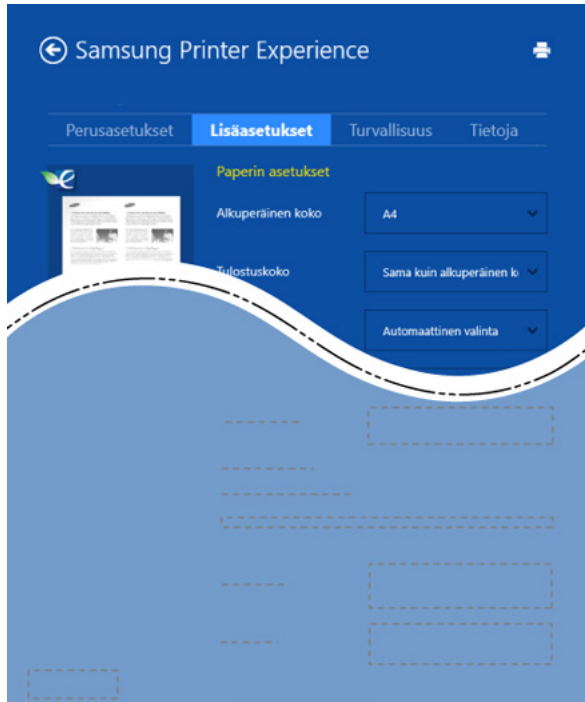 Samsung Printer Experience
Perusasetukset Lisäasetukset Turvallisuus Tietoja
Paperin asetukset
Alkuperäinen koko A4
Tulostuskoko Sama kuin alkuperäinen k
Automaattinen valinta